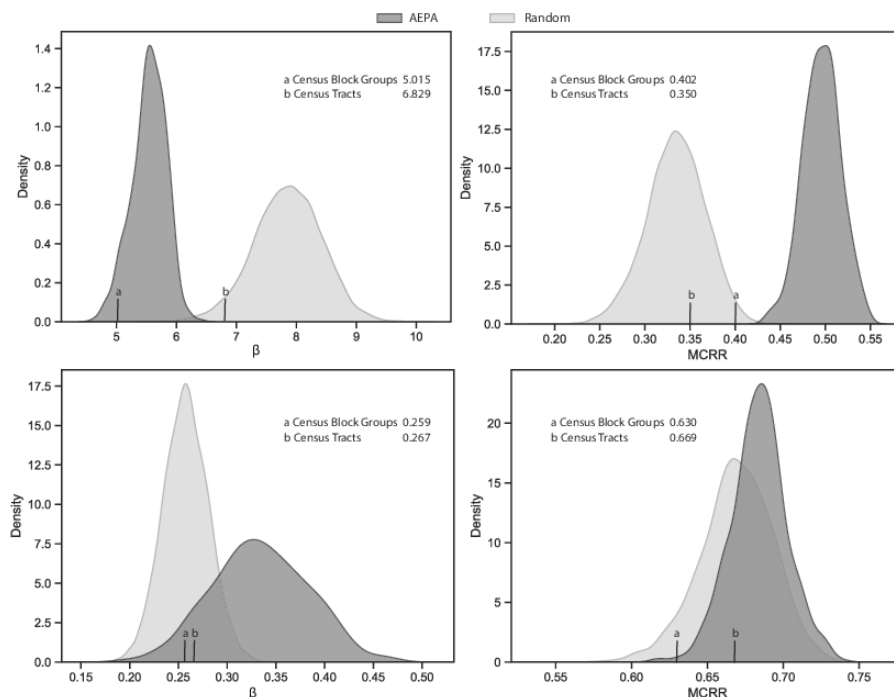 AEPA Random
a Census Block Groups 5.015
b Census Tracts 6.829
Density
1.4
1.2
1.0
0.8
0.6
0.4
0.2
0.0
a
b
5 6 7 8 9 10
β
a Census Block Groups 0.402
b Census Tracts 0.350
Density
17.5
15.0
12.5
10.0
7.5
5.0
2.5
0.0
b
a
0.20 0.25 0.30 0.35 0.40 0.45 0.50 0.55
MCRR
a Census Block Groups 0.259
b Census Tracts 0.267
Density
17.5
15.0
12.5
10.0
7.5
5.0
2.5
0.0
a b
0.15 0.20 0.25 0.30 0.35 0.40 0.45 0.50
β
a Census Block Groups 0.630
b Census Tracts 0.669
Density
20
15
10
5
0
a
b
0.55 0.60 0.65 0.70 0.75
MCRR